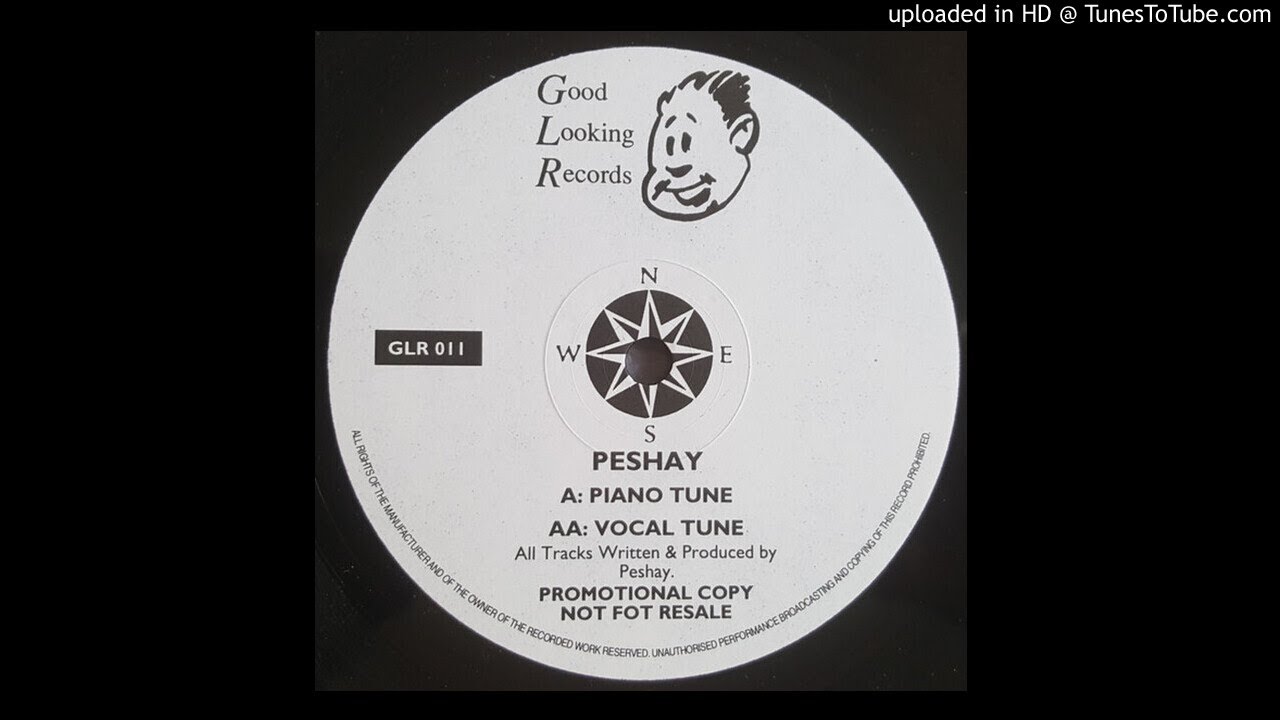 uploaded in HD @ TunesToTube.com
Good
Looking
Records
N
GLR 011
W E
S
PESHAY
A: PIANO TUNE
AA: VOCAL TUNE
All Tracks Written & Produced by
Peshay.
PROMOTIONAL COPY
NOT FOT RESALE
ALL RIGHTS OF THE MANUFACTURER AND OF THE OWNER OF THE RECORDED WORK RESERVED. UNAUTHORISED PERFORMANCE BROADCASTING AND COPYING OF THIS RECORD PROHIBITED.